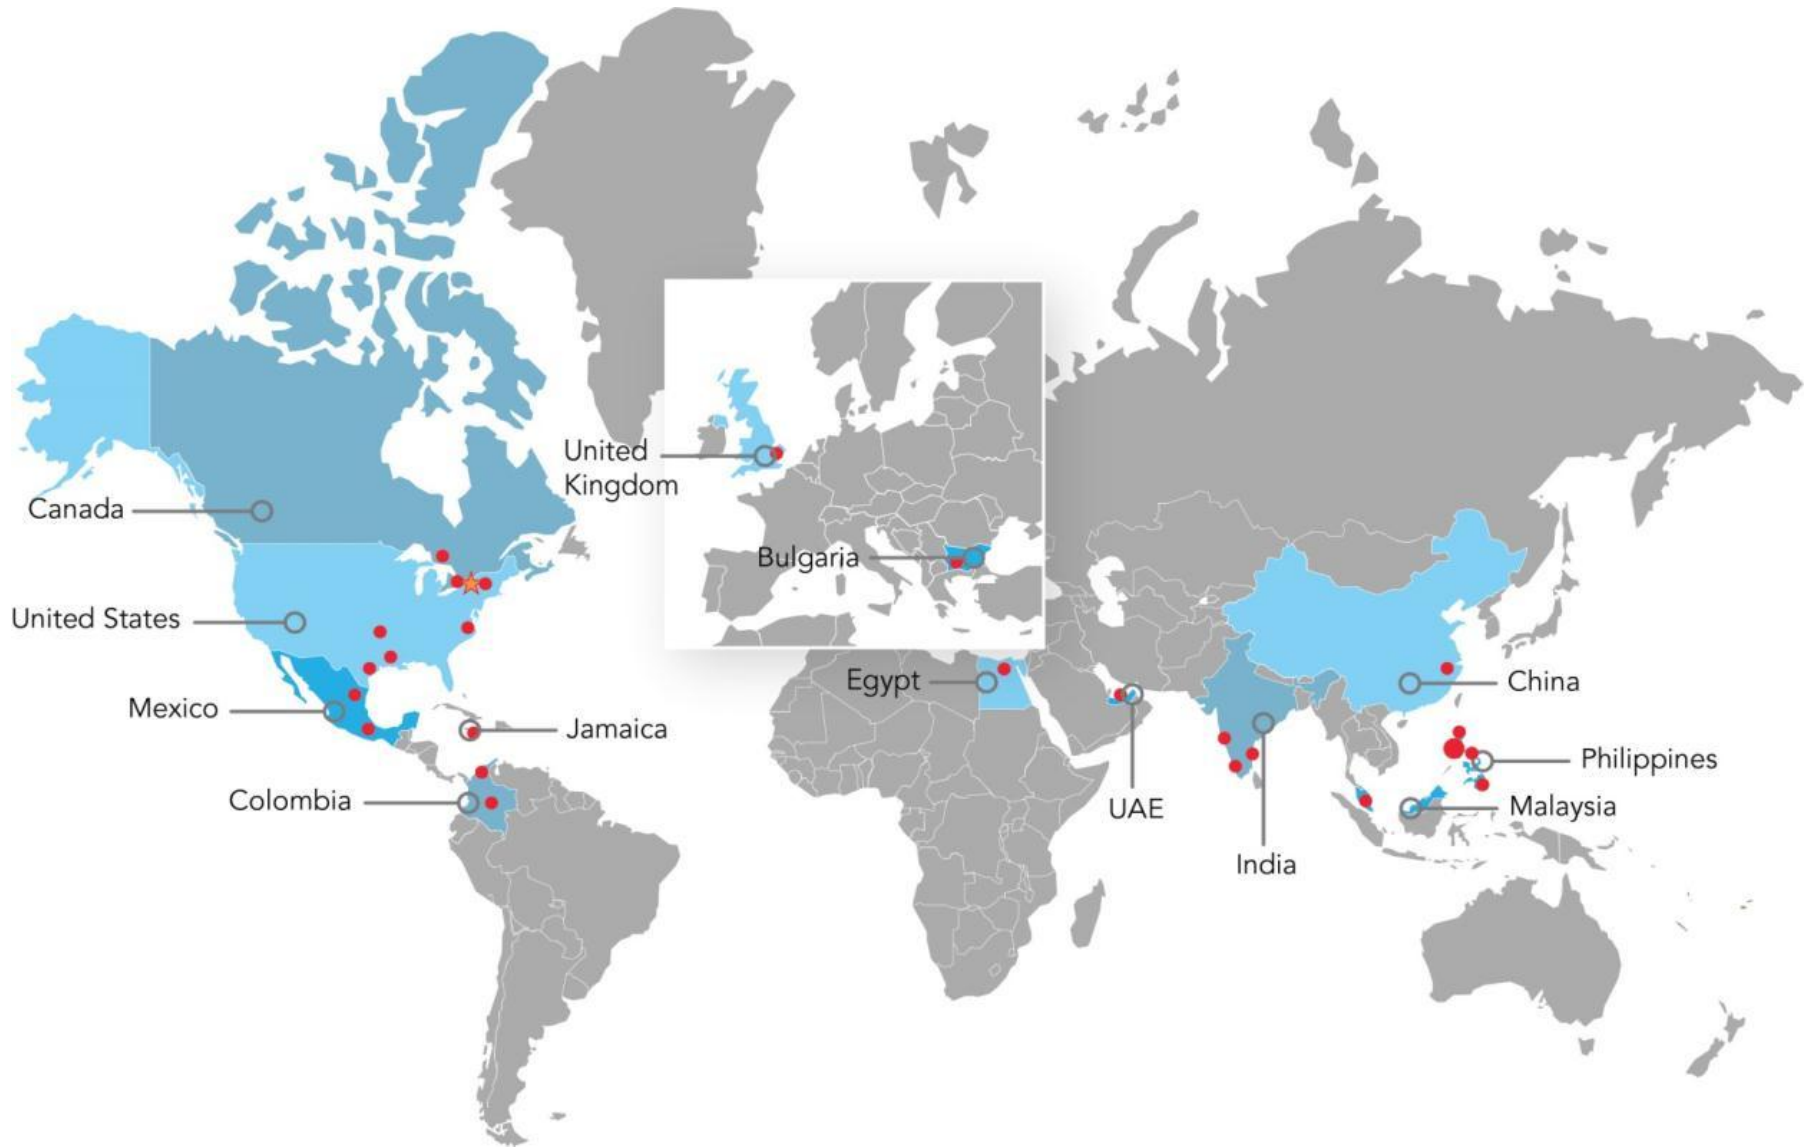 United
Kingdom
Canada
Bulgaria
United States
Egypt
China
Mexico
Jamaica
Philippines
Colombia
UAE
Malaysia
India